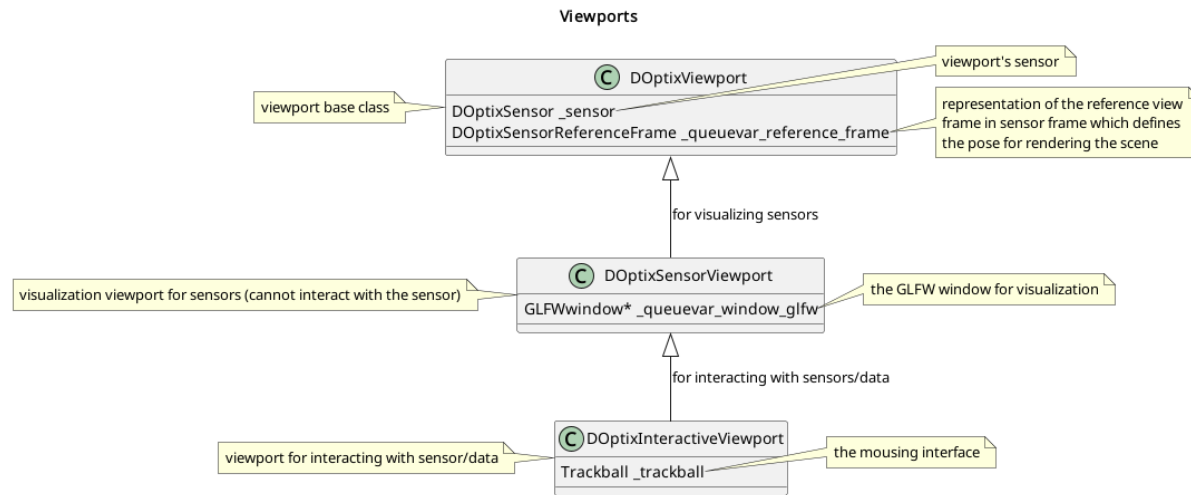 Viewports
C DOptixViewport
DOptixSensor _sensor
DOptixSensorReferenceFrame _queuevar_reference_frame
viewport base class
viewport's sensor
representation of the reference view
frame in sensor frame which defines
the pose for rendering the scene
for visualizing sensors
C DOptixSensorViewport
GLFWwindow* _queuevar_window_glfw
visualization viewport for sensors (cannot interact with the sensor)
the GLFW window for visualization
for interacting with sensors/data
C DOptixInteractiveViewport
Trackball _trackball
viewport for interacting with sensor/data
the mousing interface